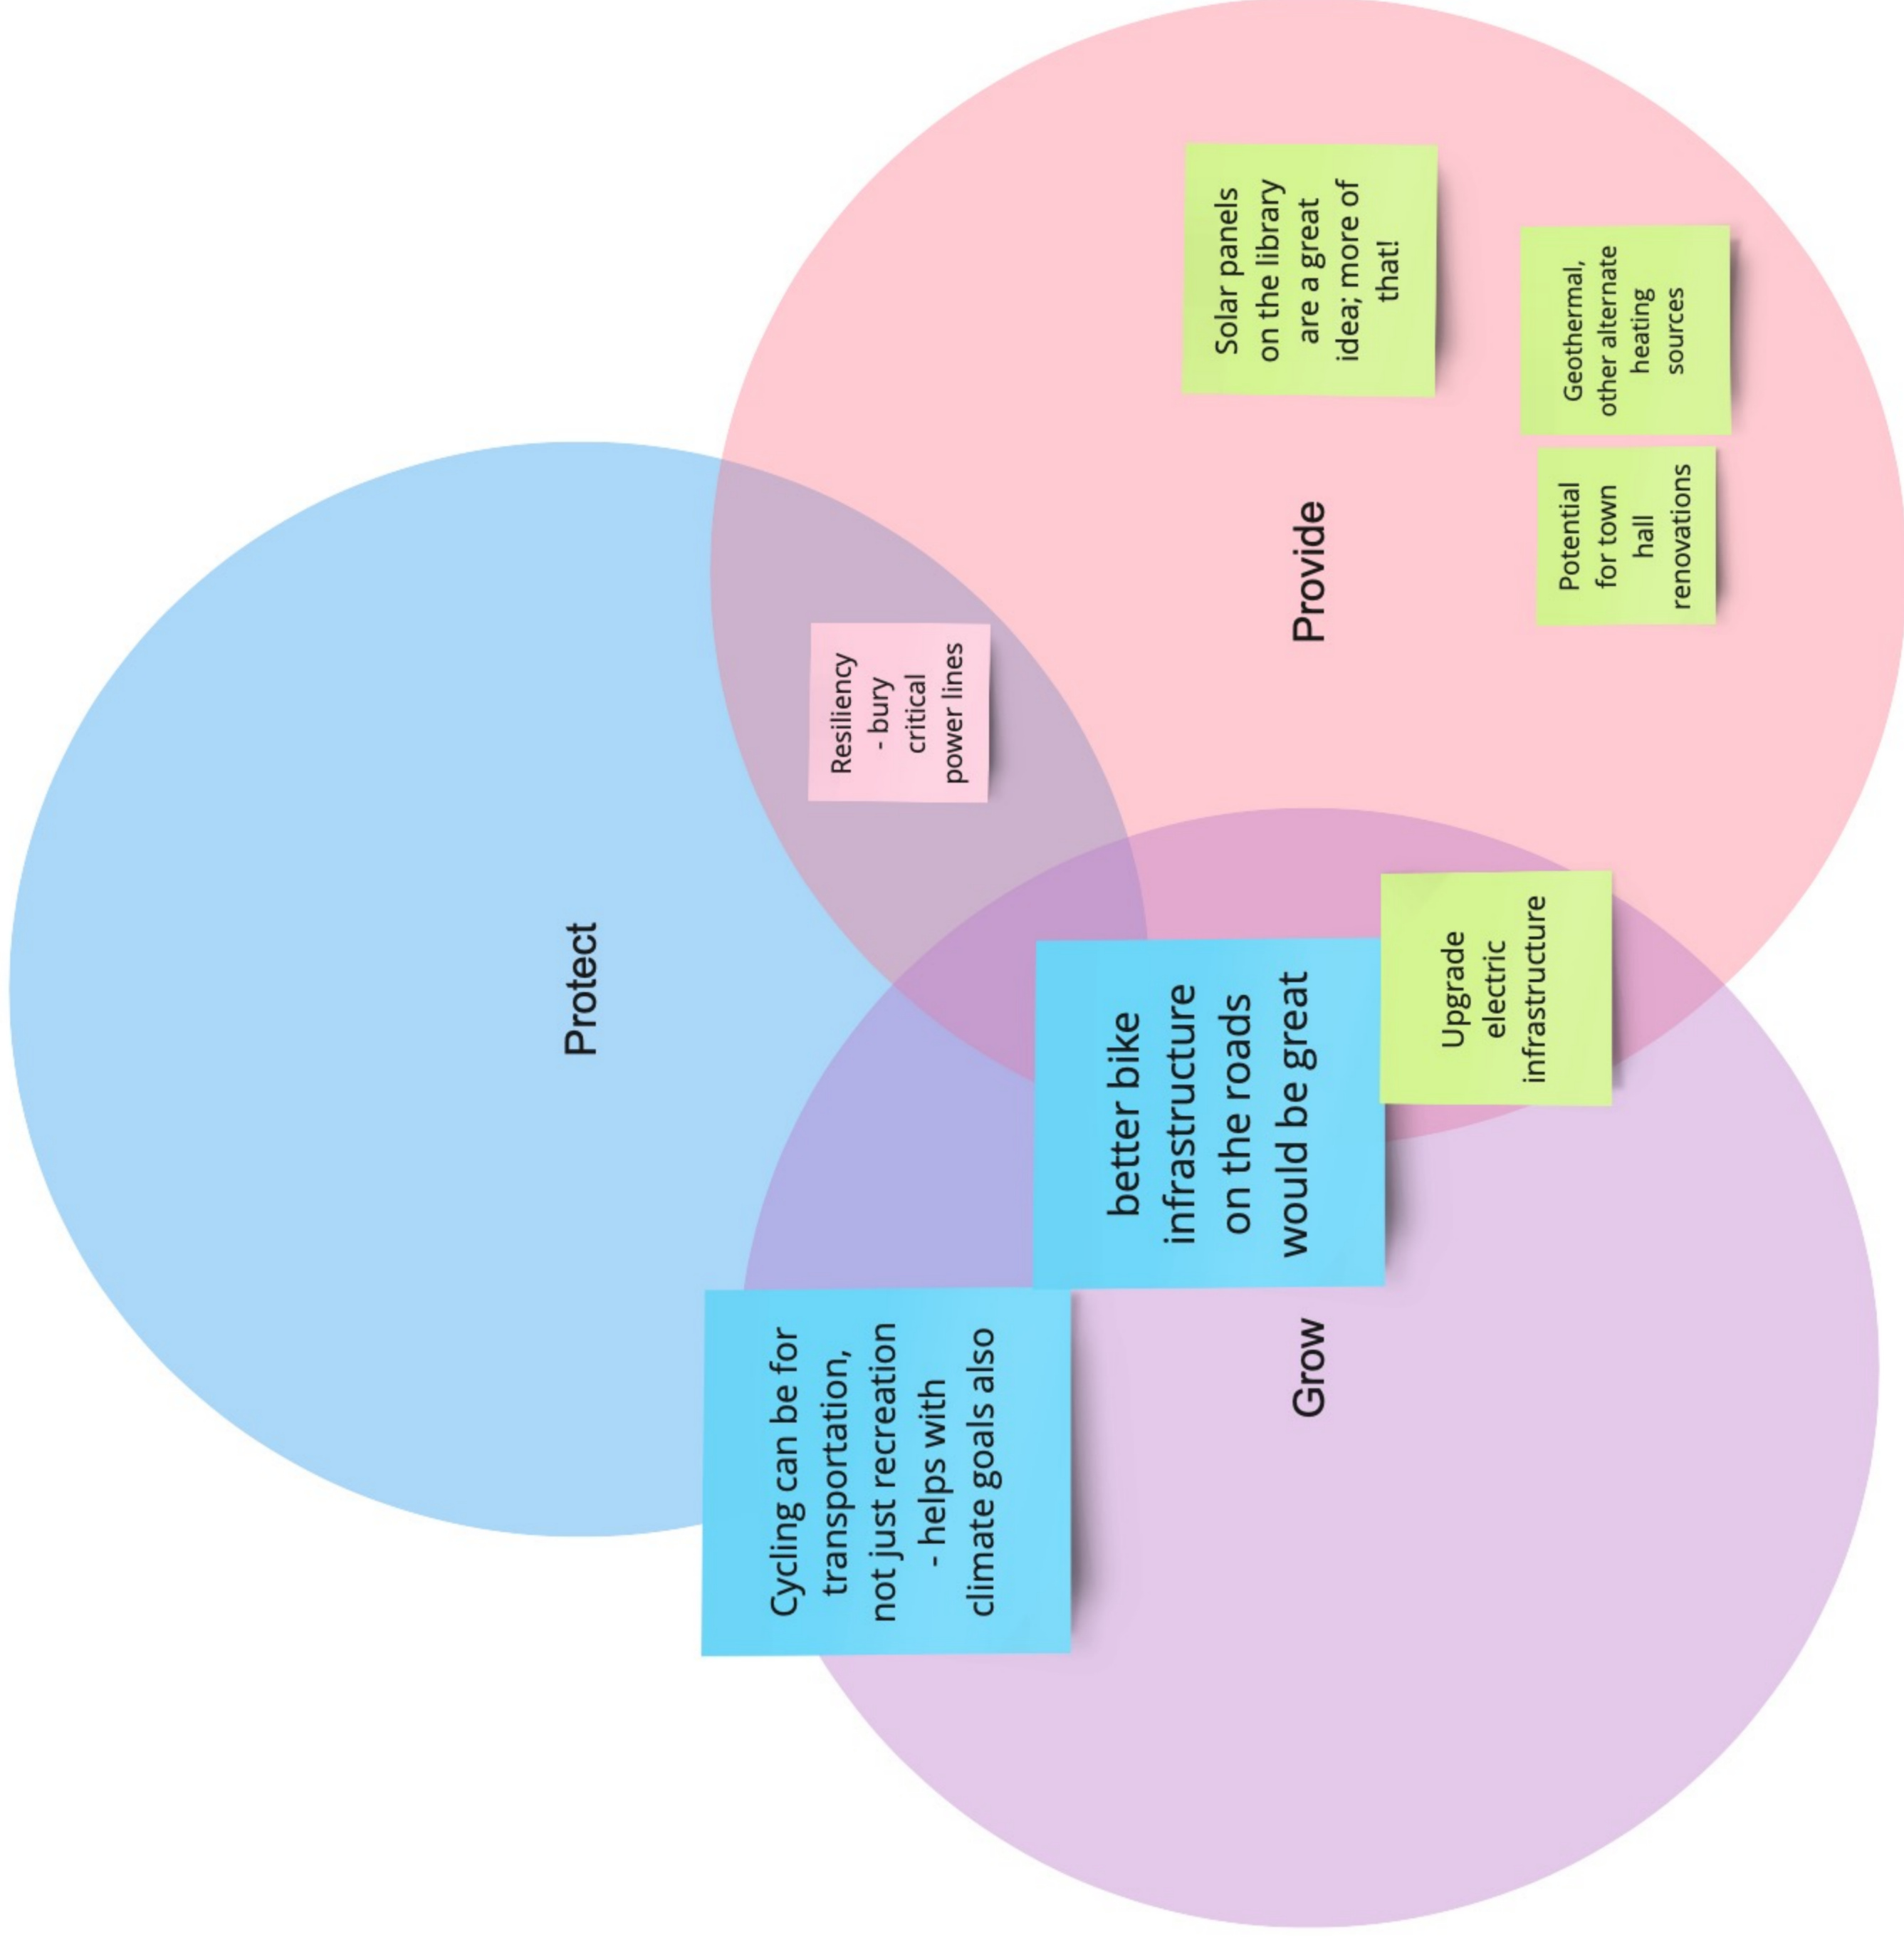 Protect
Cycling can be for
transportation,
not just recreation
- helps with
climate goals also
Resiliency
- bury
critical
power lines
better bike
infrastructure
on the roads
would be great
Grow
Provide
Solar panels
on the library
are a great
idea; more of
that!
Upgrade
electric
infrastructure
Potential
for town
hall
renovations
Geothermal,
other alternate
heating
sources